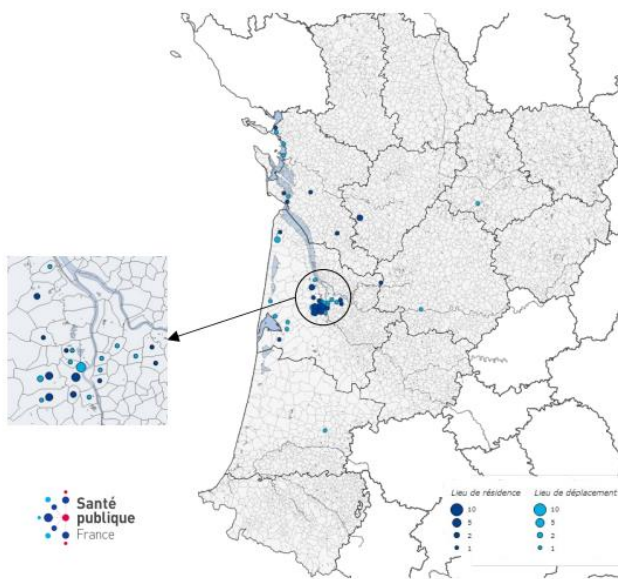 Santé
publique
France
Lieu de résidence
10
5
2
1
Lieu de déplacement
10
5
2
1